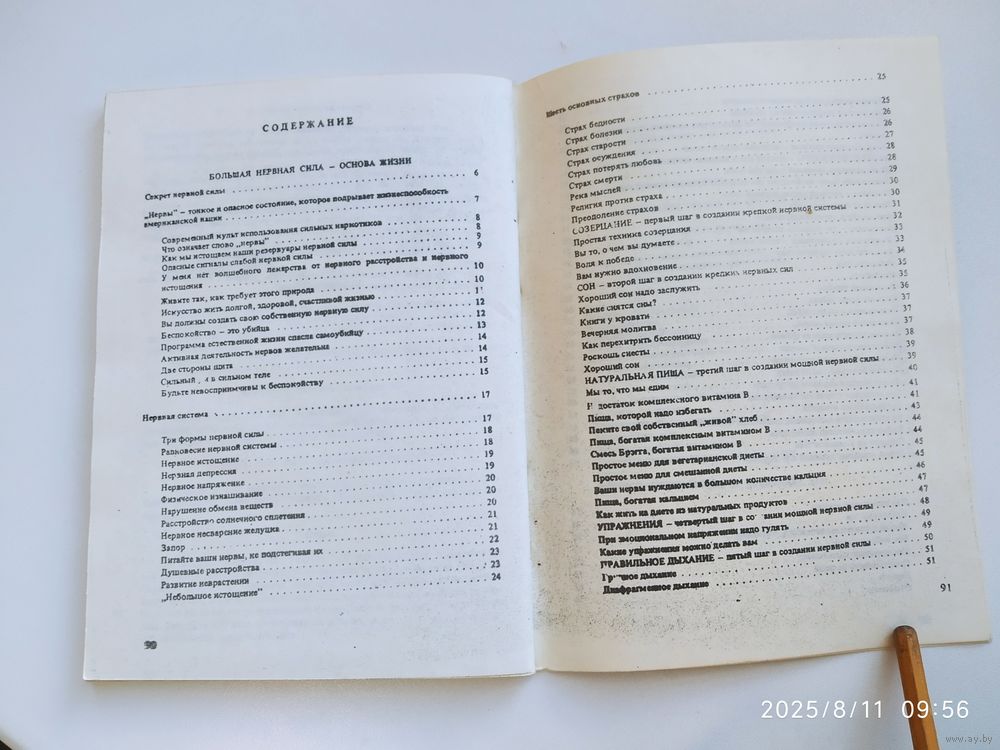 СОДЕРЖАНИЕ
БОЛЬШАЯ НЕРВНАЯ СИЛА – ОСНОВА ЖИЗНИ
Секрет нервной силы 6
„Нервы" – тонкое и опасное состояние, которое подрывает жизнеспособность
американской нации 7
Современный культ использования сильных наркотиков 8
Что означает слово „нервы" 8
Как мы истощаем наши резервуары нервной силы 9
Опасные сигналы слабой нервной силы 9
У меня нет волшебного лекарства от нервного расстройства и нервного
истощения 10
Живите так, как требует этого природа 10
Искусство жить долгой, здоровой, счастливой жизнью
Вы должны создать свою собственную нервную силу 12
Беспокойство – это убийца 12
Программа естественной жизни спасла самоубийцу 13
Активная деятельность нервов желательна 14
Две стороны щита 14
Сильный в сильном теле 15
Будьте невосприимчивы к беспокойству 15
Нервная система 17
Три формы нервной силы 17
Равновесие нервной системы 18
Нервное истощение 18
Нервная депрессия 19
Нервное напряжение 19
Физическое изнашивание 20
Нарушение обмена веществ 20
Расстройство солнечного сплетения 20
Нервное несварение желудка 21
Запор 21
Питайте ваши нервы, не подстегивая их 22
Душевные расстройства 23
Развитие неврастении 23
„Небольшое истощение" 24
90
Шесть основных страхов 25
Страх бедности 25
Страх болезни 26
Страх старости 26
Страх осуждения 27
Страх потерять любовь 28
Страх смерти 28
Река мыслей 29
Религия против страха 30
Преодоление страхов 30
СОЗЕРЦАНИЕ – первый шаг в создании крепкой нервной системы 31
Простая техника созерцания 32
Вы то, о чем вы думаете 33
Воля к победе 33
Вам нужно вдохновение 34
СОН – второй шаг в создании крепких нервных сил 35
Хороший сон надо заслужить 35
Какие снятся сны? 36
Книги у кровати 37
Вечерняя молитва 37
Как перехитрить бессонницу 37
Роскошь сиесты 38
Хороший сон 39
НАТУРАЛЬНАЯ ПИЩА – третий шаг в создании мощной нервной силы 39
Мы то, что мы едим 40
достаток комплексного витамина В 41
Пища, которой надо избегать 41
Пеките свой собственный „живой" хлеб 43
Пища, богатая комплексным витамином В 44
Смесь Брэгга, богатая витамином В 44
Простое меню для вегетарианской диеты 45
Простое меню для смешанной диеты 46
Ваши нервы нуждаются в большом количестве кальция 47
Пища, богатая кальцием 47
Как жить на диете из натуральных продуктов 48
УПРАЖНЕНИЯ – четвертый шаг в создании мощной нервной силы 49
При эмоциональном напряжении надо гулять 49
Какие упражнения можно делать вам 50
ПРАВИЛЬНОЕ ДЫХАНИЕ – пятый шаг в создании нервной силы 51
дыхание 51
Диафрагменное дыхание
91
2025/8/11 09:56
www.ay.by